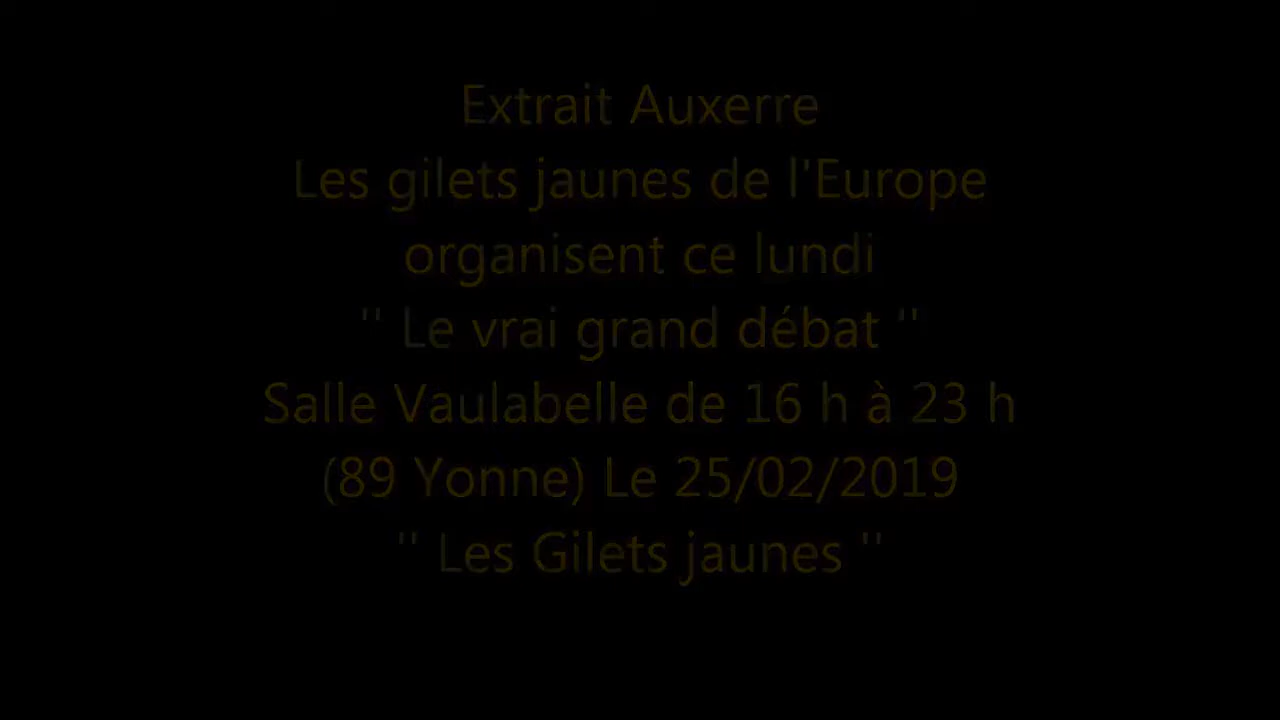 Extrait Auxerre
Les gilets jaunes de l'Europe
organisent ce lundi
'' Le vrai grand débat ''
Salle Vaulabelle de 16 h à 23 h
(89 Yonne) Le 25/02/2019
'' Les Gilets jaunes ''